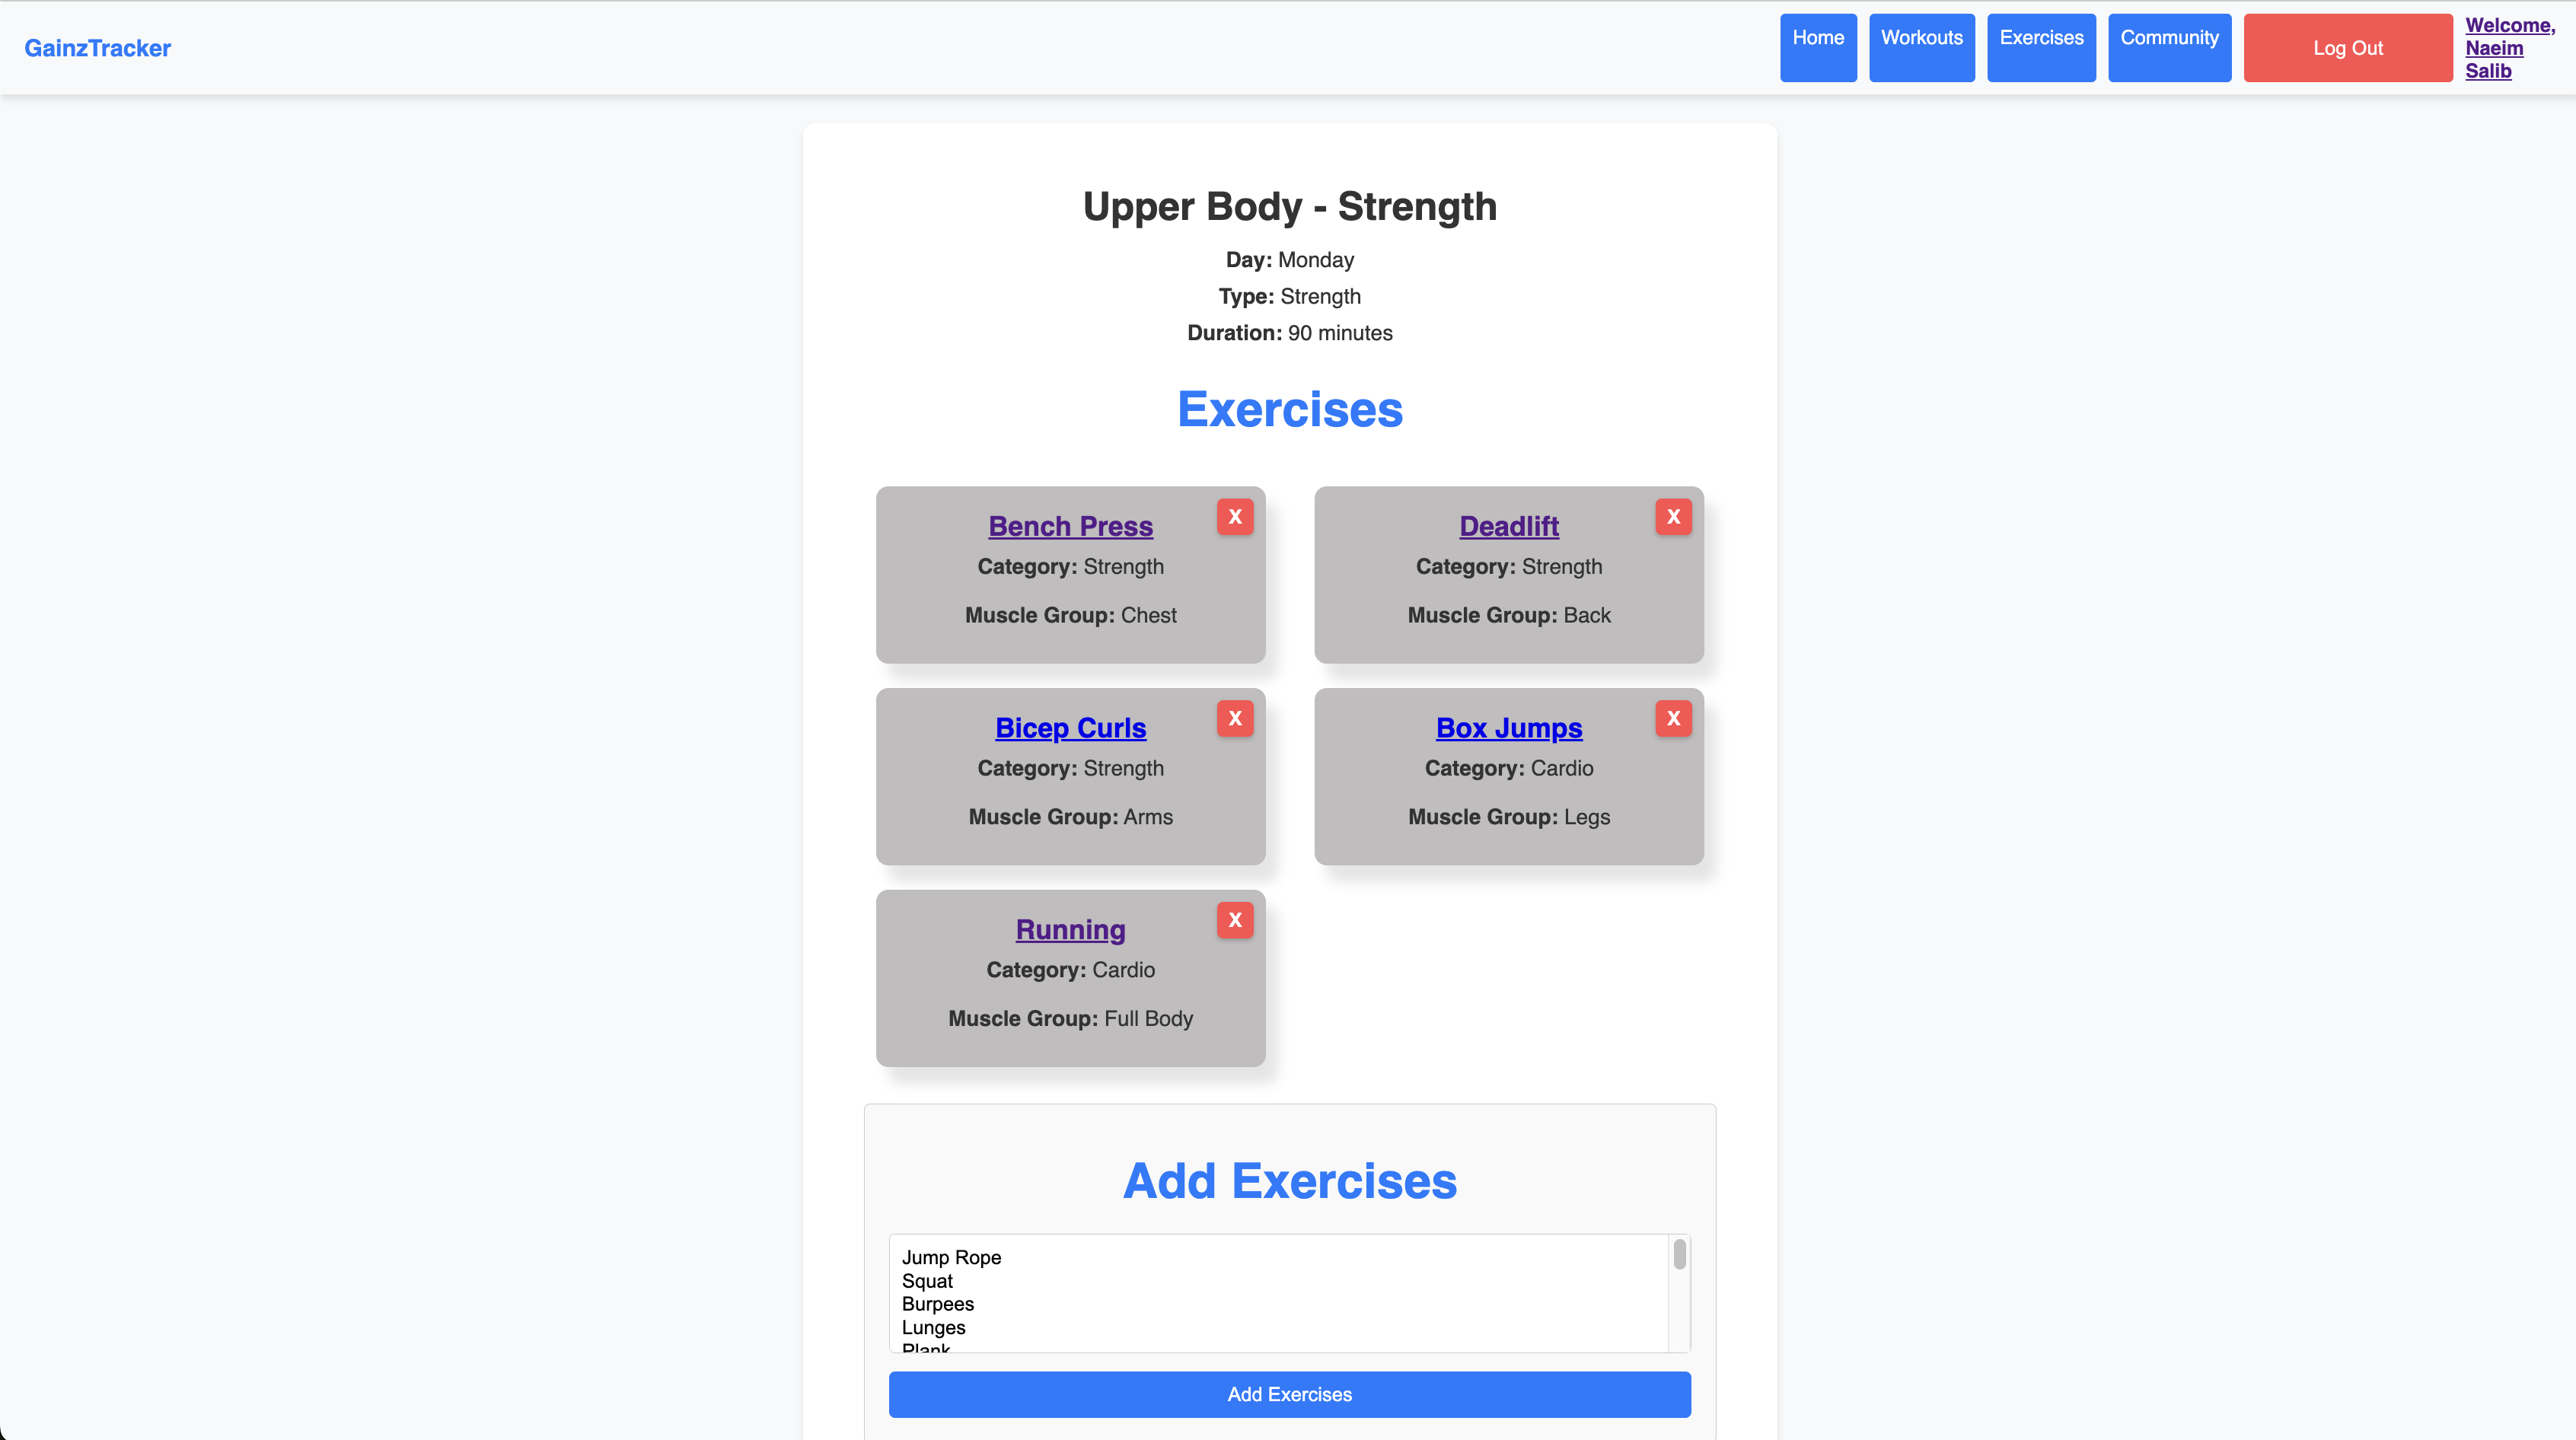 GainzTracker
Home
Workouts
Exercises
Community
Log Out
Welcome,
Naeim
Salib
Upper Body - Strength
Day: Monday
Type: Strength
Duration: 90 minutes
Exercises
Bench Press
X
Category: Strength
Muscle Group: Chest
Deadlift
X
Category: Strength
Muscle Group: Back
Bicep Curls
X
Category: Strength
Muscle Group: Arms
Box Jumps
X
Category: Cardio
Muscle Group: Legs
Running
X
Category: Cardio
Muscle Group: Full Body
Add Exercises
Jump Rope
Squat
Burpees
Lunges
Plank
Add Exercises